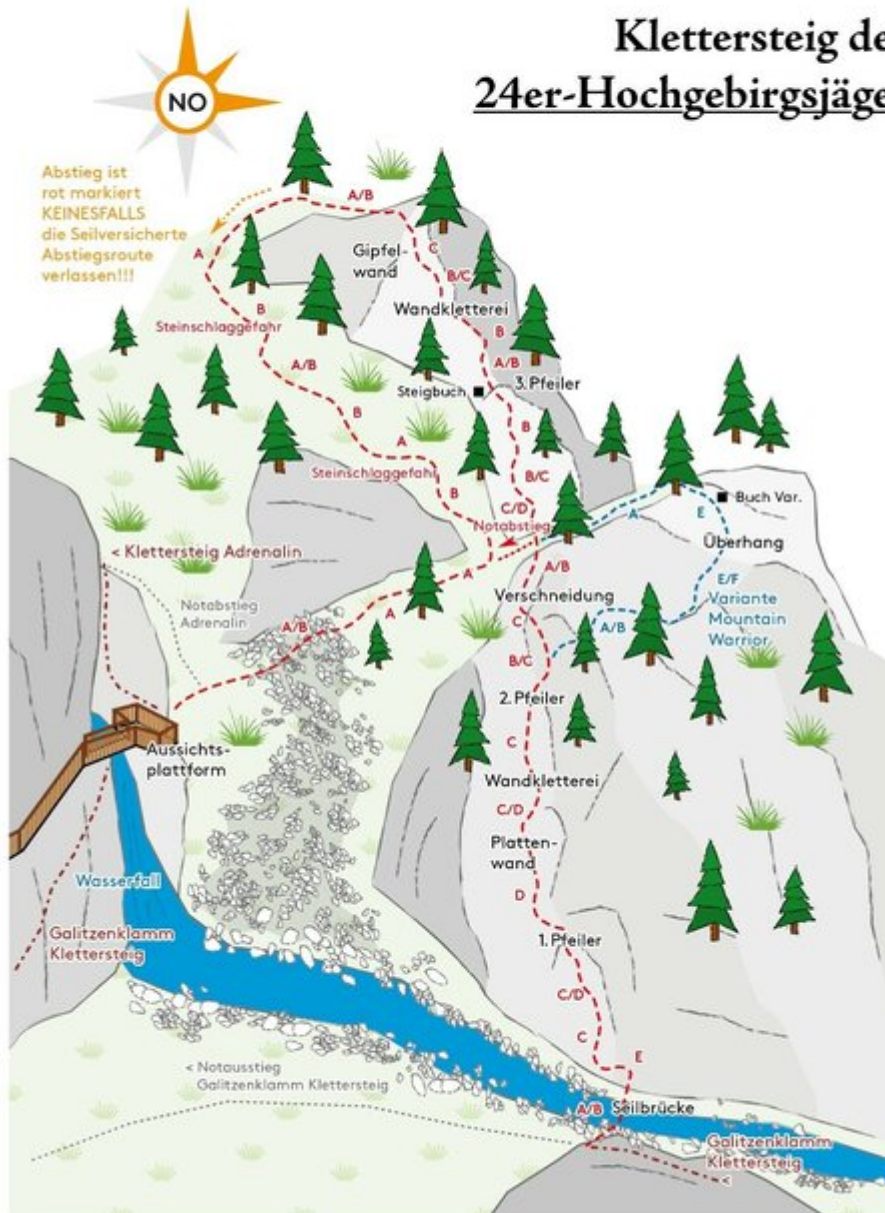 Klettersteig de
24er-Hochgebirgsjäge
NO
Abstieg ist
rot markiert
KEINESFALLS
die Seilversicherte
Abstiegsroute
verlassen!!!
A/B
A
C
Gipfel-
wand
B/C
Wandkletterei
B
Steinschlaggefahr
B
A/B
A/B
3. Pfeiler
Steigbuch
B
A
B
Steinschlaggefahr
B/C
B
C/D
Notabstieg
A
E
Buch Var.
Überhang
< Klettersteig Adrenalin
A/B
A
E/F
Notabstieg
Adrenalin
Verschneidung
Variante
Mountain
Warrior
A
A/B
C
A/B
B/C
2. Pfeiler
Aussichts-
plattform
C
Wandkletterei
C/D
Platten-
wand
Wasserfall
D
Galitzenklamm
Klettersteig
1. Pfeiler
C/D
C
E
< Notausstieg
Galitzenklamm Klettersteig
A/B
Seilbrücke
Galitzenklamm
Klettersteig
<